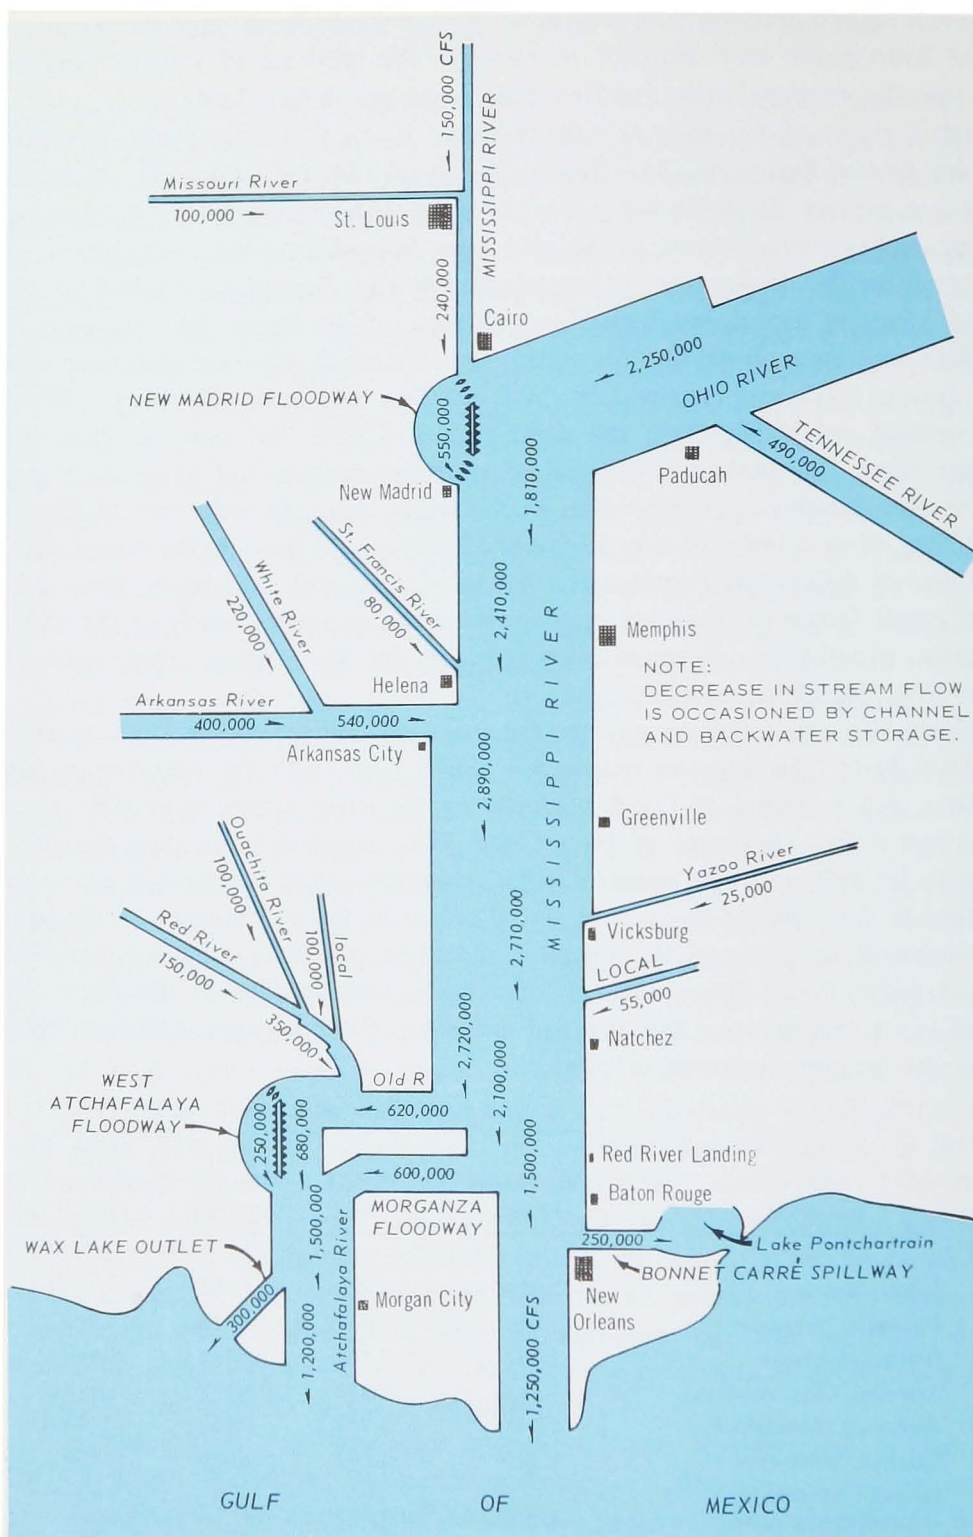 150,000 CFS
MISSISSIPPI RIVER
Missouri River
100,000
St. Louis
240,000
Cairo
2,250,000
OHIO RIVER
NEW MADRID FLOODWAY
550,000
TENNESSEE RIVER
490,000
Paducah
New Madrid
1,810,000
St. Francis River
80,000
White River
220,000
2,410,000
Memphis
NOTE:
DECREASE IN STREAM FLOW
IS OCCASIONED BY CHANNEL
AND BACKWATER STORAGE.
Helena
Arkansas River
400,000
540,000
Arkansas City
MISSISSIPPI RIVER
2,890,000
Greenville
Ouachita River
100,000
Yazoo River
25,000
Red River
150,000
local
100,000
350,000
2,710,000
Vicksburg
LOCAL
55,000
Natchez
2,720,000
2,100,000
Old R
620,000
WEST
ATCHAFALAYA
FLOODWAY
250,000
680,000
600,000
1,500,000
Red River Landing
Baton Rouge
MORGANZA
FLOODWAY
1,500,000
Atchafalaya River
250,000
Lake Pontchartrain
BONNET CARRÉ SPILLWAY
WAX LAKE OUTLET
300,000
1,200,000
Morgan City
New
Orleans
1,250,000 CFS
GULF OF MEXICO